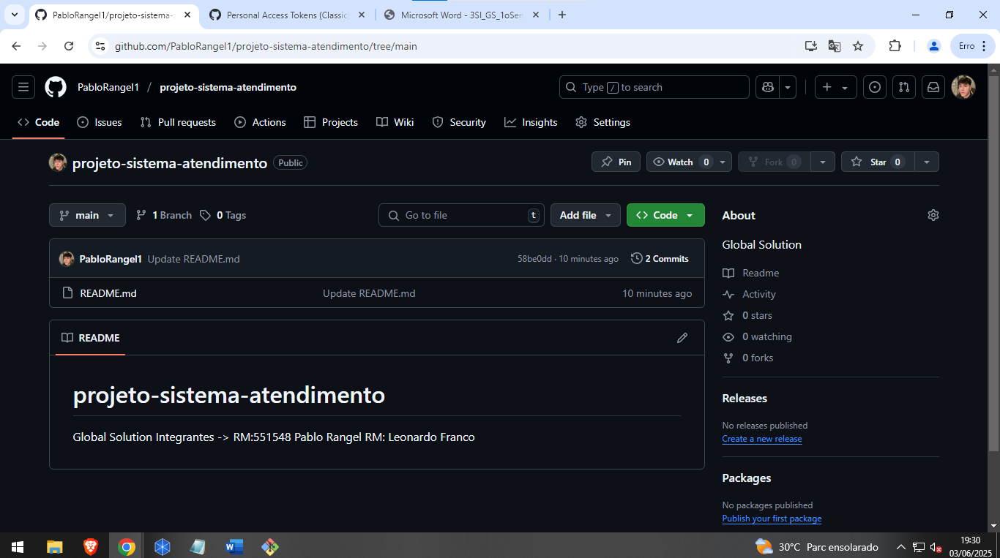 PabloRangel1/projeto-sistema-
Personal Access Tokens (Classic
Microsoft Word - 3SI_GS_1oSem
github.com/PabloRangel1/projeto-sistema-atendimento/tree/main
Erro
PabloRangel1 / projeto-sistema-atendimento
Type / to search
Code Issues Pull requests Actions Projects Wiki Security Insights Settings
projeto-sistema-atendimento Public
Pin Watch 0 Fork 0 Star 0
main 1 Branch 0 Tags Go to file t Add file Code
PabloRangel1 Update README.md 58be0dd · 10 minutes ago 2 Commits
README.md Update README.md 10 minutes ago
README
projeto-sistema-atendimento
Global Solution Integrantes -> RM:551548 Pablo Rangel RM: Leonardo Franco
About
Global Solution
Readme
Activity
0 stars
0 watching
0 forks
Releases
No releases published
Create a new release
Packages
No packages published
Publish your first package
30°C Parc ensolarado
19:30
03/06/2025